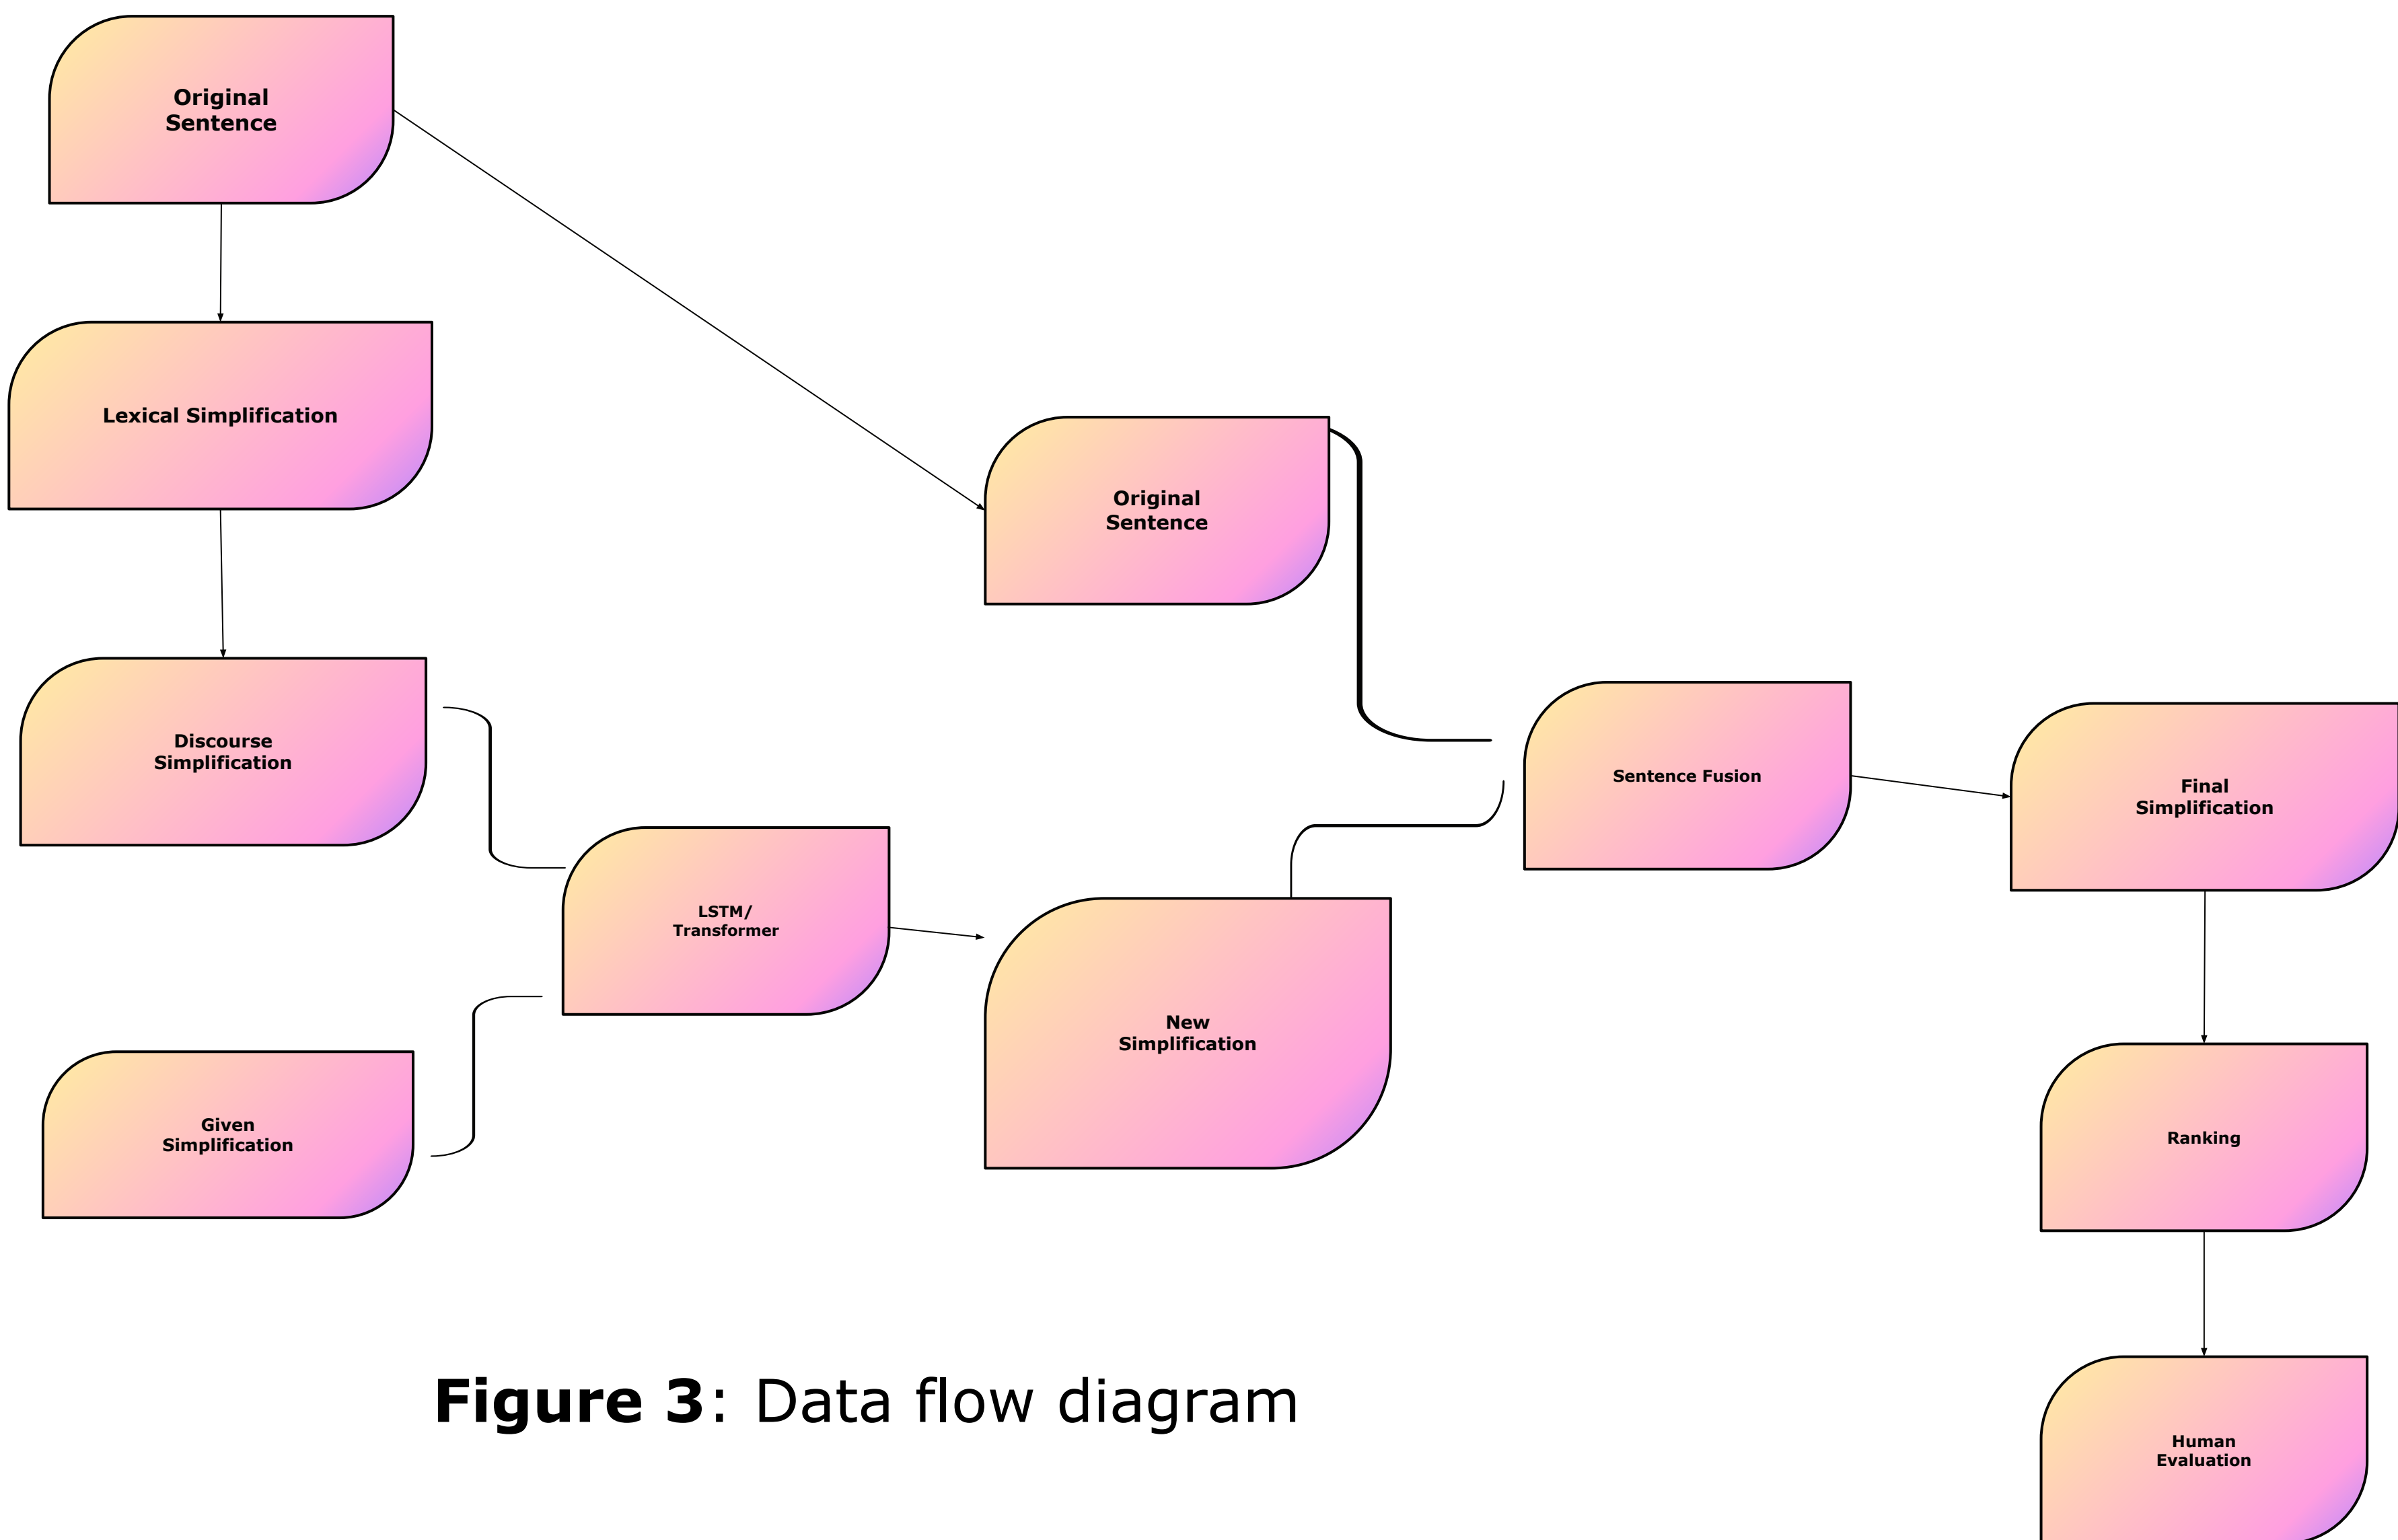 Original
Sentence
Lexical Simplification
Original
Sentence
Discourse
Simplification
Sentence Fusion
Final
Simplification
LSTM/
Transformer
New
Simplification
Given
Simplification
Ranking
Figure 3: Data flow diagram
Human
Evaluation